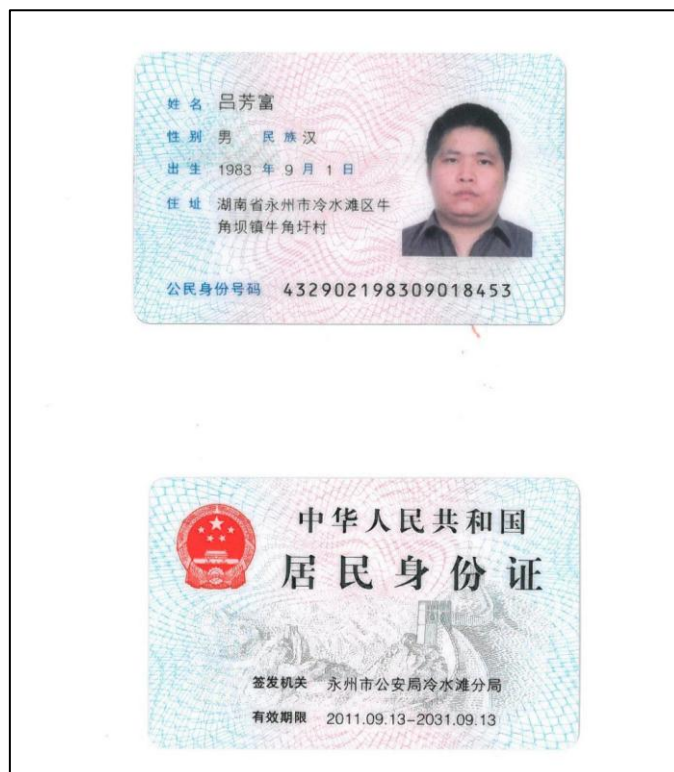 姓名 吕芳富
性别 男 民族 汉
出生 1983 年 9 月 1 日
住址 湖南省永州市冷水滩区牛
角坝镇牛角圩村
公民身份号码 432902198309018453
中华人民共和国
居民身份证
签发机关 永州市公安局冷水滩分局
有效期限 2011.09.13-2031.09.13